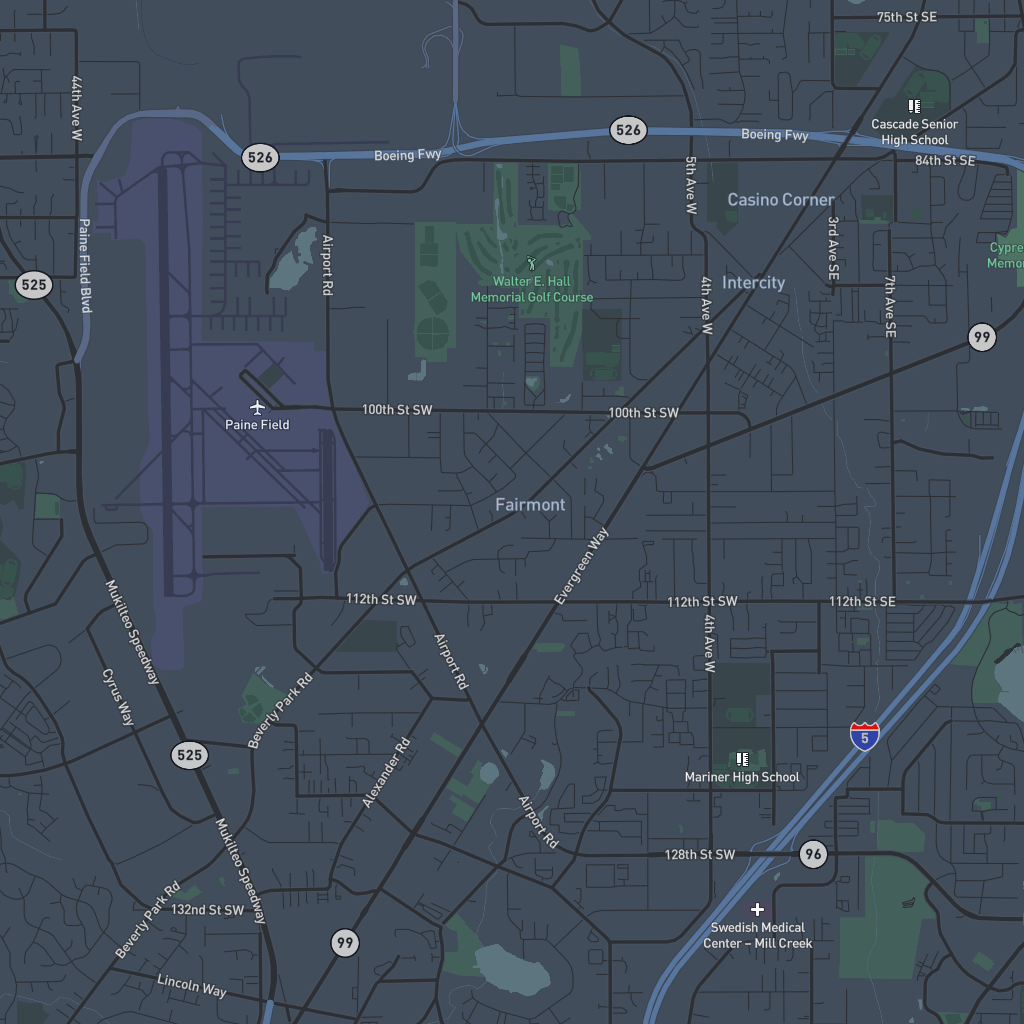 75th St SE
44th Ave W
Cascade Senior
High School
526
Boeing Fwy
526
Boeing Fwy
84th St SE
5th Ave W
Casino Corner
Paine Field Blvd
Airport Rd
3rd Ave SE
Cypre
Memor
525
Walter E. Hall
Memorial Golf Course
4th Ave W
Intercity
7th Ave SE
99
100th St SW
100th St SW
Paine Field
Fairmont
Evergreen Way
112th St SW
112th St SW
112th St SE
Mukilteo Speedway
Airport Rd
4th Ave W
Cyrus Way
Beverly Park Rd
525
5
Alexander Rd
Mariner High School
Airport Rd
Mukilteo Speedway
128th St SW
96
Beverly Park Rd
132nd St SW
Swedish Medical
Center – Mill Creek
99
Lincoln Way